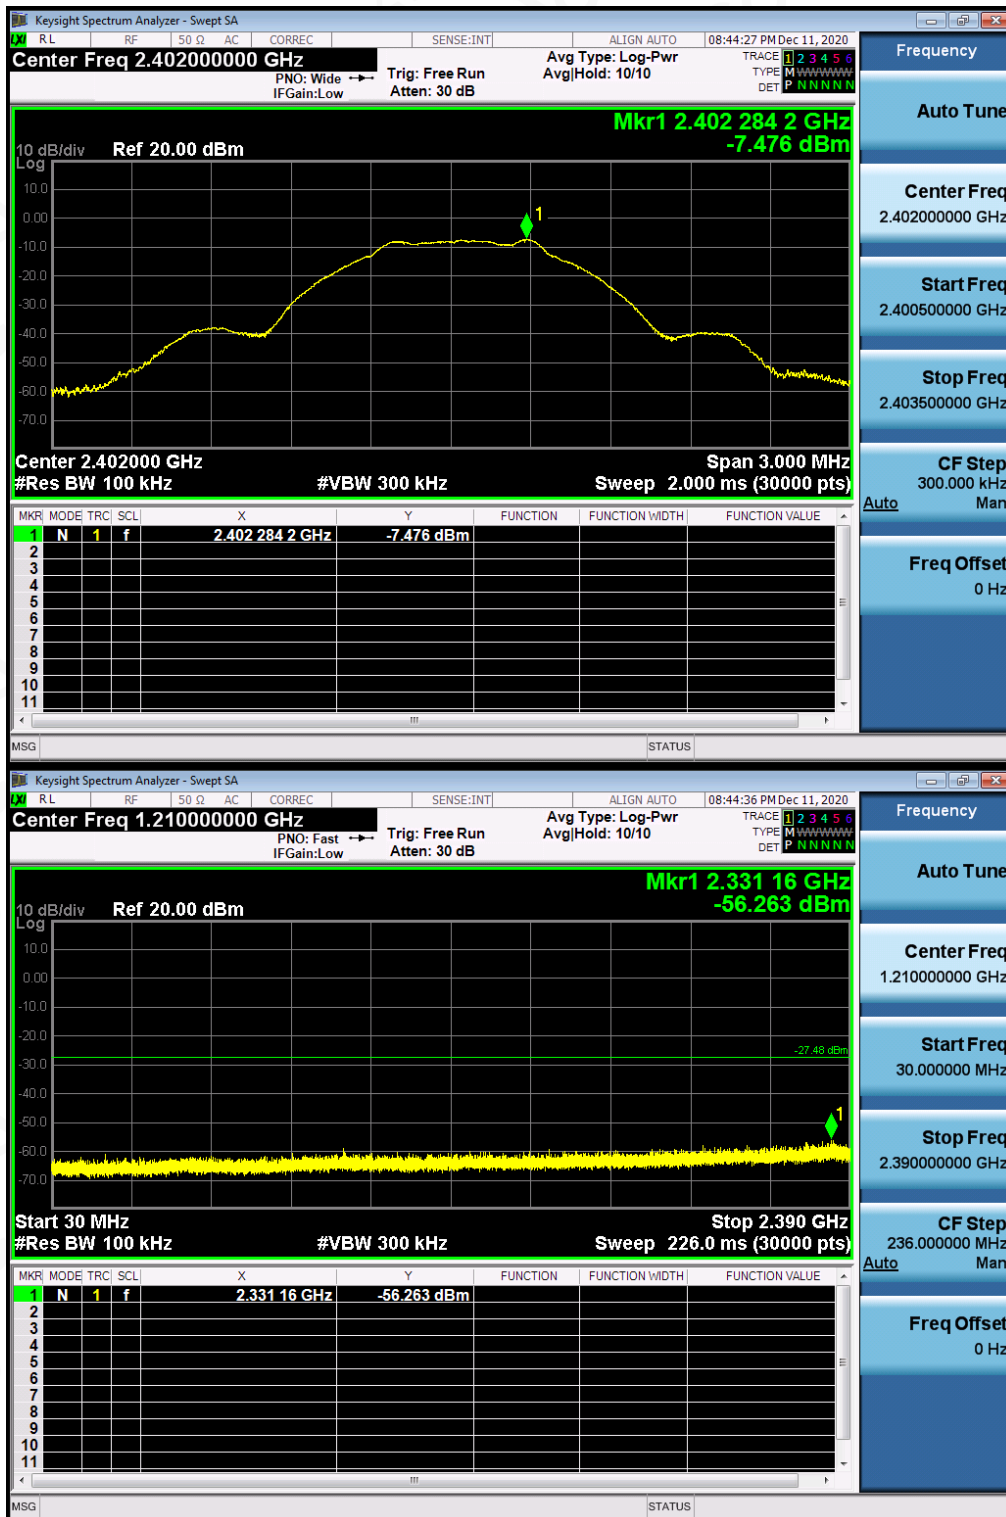 Keysight Spectrum Analyzer - Swept SA
LXI RL RF 50 Ω AC CORREC SENSE:INT ALIGN AUTO 08:44:27 PM Dec 11, 2020
Center Freq 2.402000000 GHz
PNO: Wide
IFGain:Low
Trig: Free Run
Atten: 30 dB
Avg Type: Log-Pwr
Avg|Hold: 10/10
TRACE 1 2 3 4 5 6
TYPE M WWWWW
DET P N N N N N
Mkr1 2.402 284 2 GHz
-7.476 dBm
10 dB/div
Log
Ref 20.00 dBm
10.0
0.00
-10.0
-20.0
-30.0
-40.0
-50.0
-60.0
-70.0
1
Center 2.402000 GHz Span 3.000 MHz
#Res BW 100 kHz #VBW 300 kHz Sweep 2.000 ms (30000 pts)
MKR MODE TRC SCL X Y FUNCTION FUNCTION WIDTH FUNCTION VALUE
1 N 1 f 2.402 284 2 GHz -7.476 dBm
2
3
4
5
6
7
8
9
10
11
MSG STATUS
Frequency
Auto Tune
Center Freq
2.402000000 GHz
Start Freq
2.400500000 GHz
Stop Freq
2.403500000 GHz
CF Step
300.000 kHz
Auto Man
Freq Offset
0 Hz
Keysight Spectrum Analyzer - Swept SA
LXI RL RF 50 Ω AC CORREC SENSE:INT ALIGN AUTO 08:44:36 PM Dec 11, 2020
Center Freq 1.210000000 GHz
PNO: Fast
IFGain:Low
Trig: Free Run
Atten: 30 dB
Avg Type: Log-Pwr
Avg|Hold: 10/10
TRACE 1 2 3 4 5 6
TYPE M WWWWW
DET P N N N N N
Mkr1 2.331 16 GHz
-56.263 dBm
10 dB/div
Log
Ref 20.00 dBm
10.0
0.00
-10.0
-20.0
-30.0
-40.0
-50.0
-60.0
-70.0
-27.48 dBm
1
Start 30 MHz Stop 2.390 GHz
#Res BW 100 kHz #VBW 300 kHz Sweep 226.0 ms (30000 pts)
MKR MODE TRC SCL X Y FUNCTION FUNCTION WIDTH FUNCTION VALUE
1 N 1 f 2.331 16 GHz -56.263 dBm
2
3
4
5
6
7
8
9
10
11
MSG STATUS
Frequency
Auto Tune
Center Freq
1.210000000 GHz
Start Freq
30.000000 MHz
Stop Freq
2.390000000 GHz
CF Step
236.000000 MHz
Auto Man
Freq Offset
0 Hz